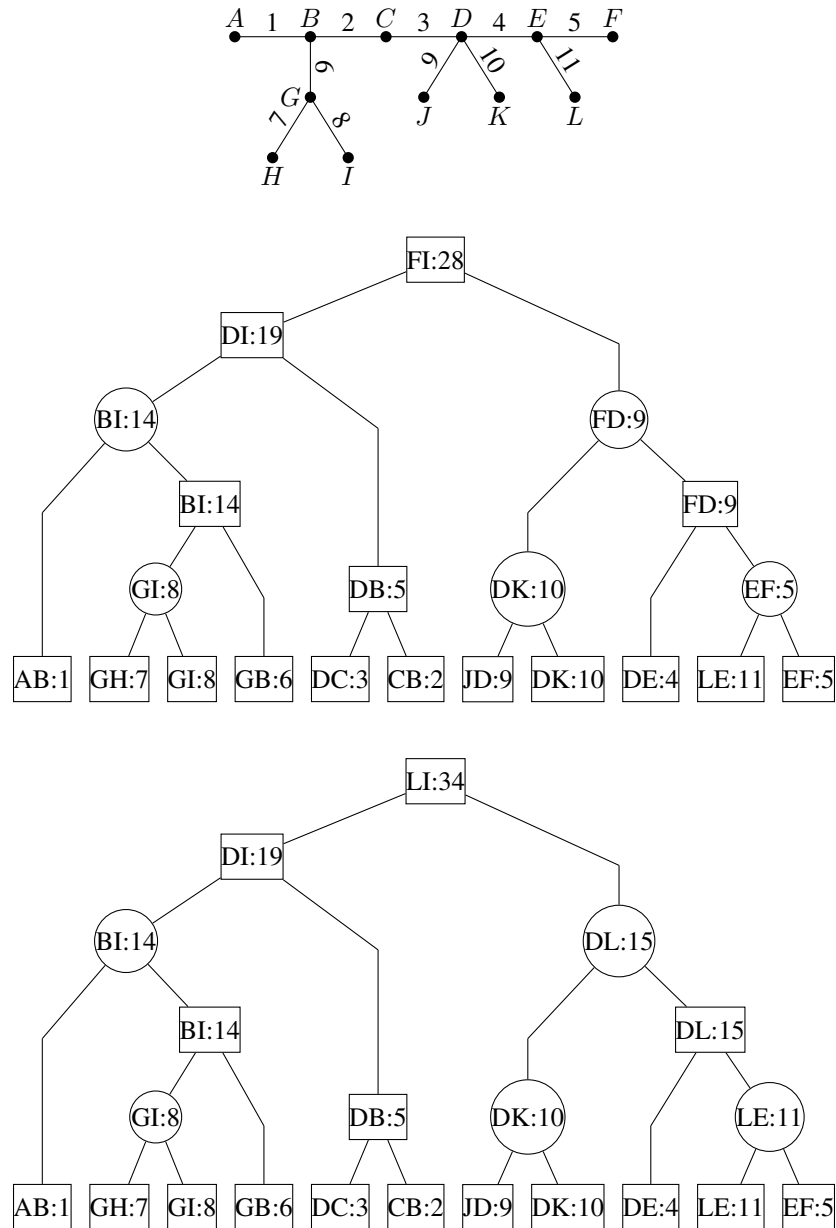 A 1 B 2 C 3 D 4 E 5 F
6 9 10 11
G J K L
7 8
H I
FI:28
DI:19
BI:14 FD:9
BI:14 FD:9
GI:8 DB:5 DK:10 EF:5
AB:1 GH:7 GI:8 GB:6 DC:3 CB:2 JD:9 DK:10 DE:4 LE:11 EF:5
LI:34
DI:19
BI:14 DL:15
BI:14 DL:15
GI:8 DB:5 DK:10 LE:11
AB:1 GH:7 GI:8 GB:6 DC:3 CB:2 JD:9 DK:10 DE:4 LE:11 EF:5